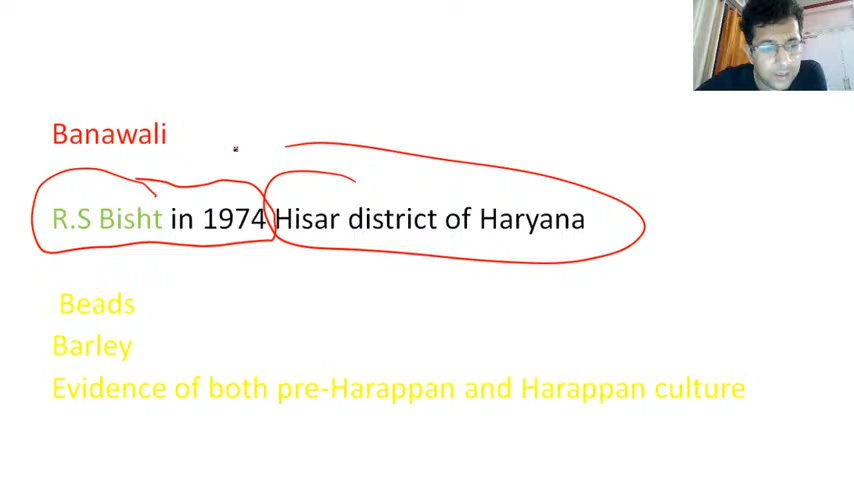 Banawali
R.S Bisht in 1974 Hisar district of Haryana
Beads
Barley
Evidence of both pre-Harappan and Harappan culture